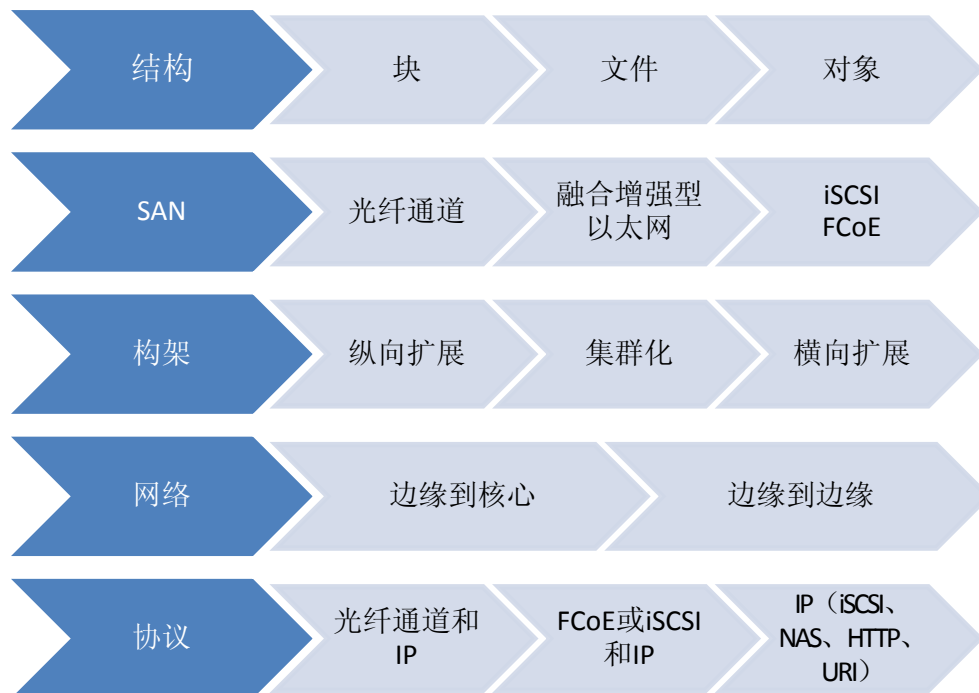 结构
块
文件
对象
SAN
光纤通道
融合增强型
以太网
iSCSI
FCoE
构架
纵向扩展
集群化
横向扩展
网络
边缘到核心
边缘到边缘
协议
光纤通道和
IP
FCoE或iSCSI
和IP
IP（iSCSI、
NAS、HTTP、
URI）